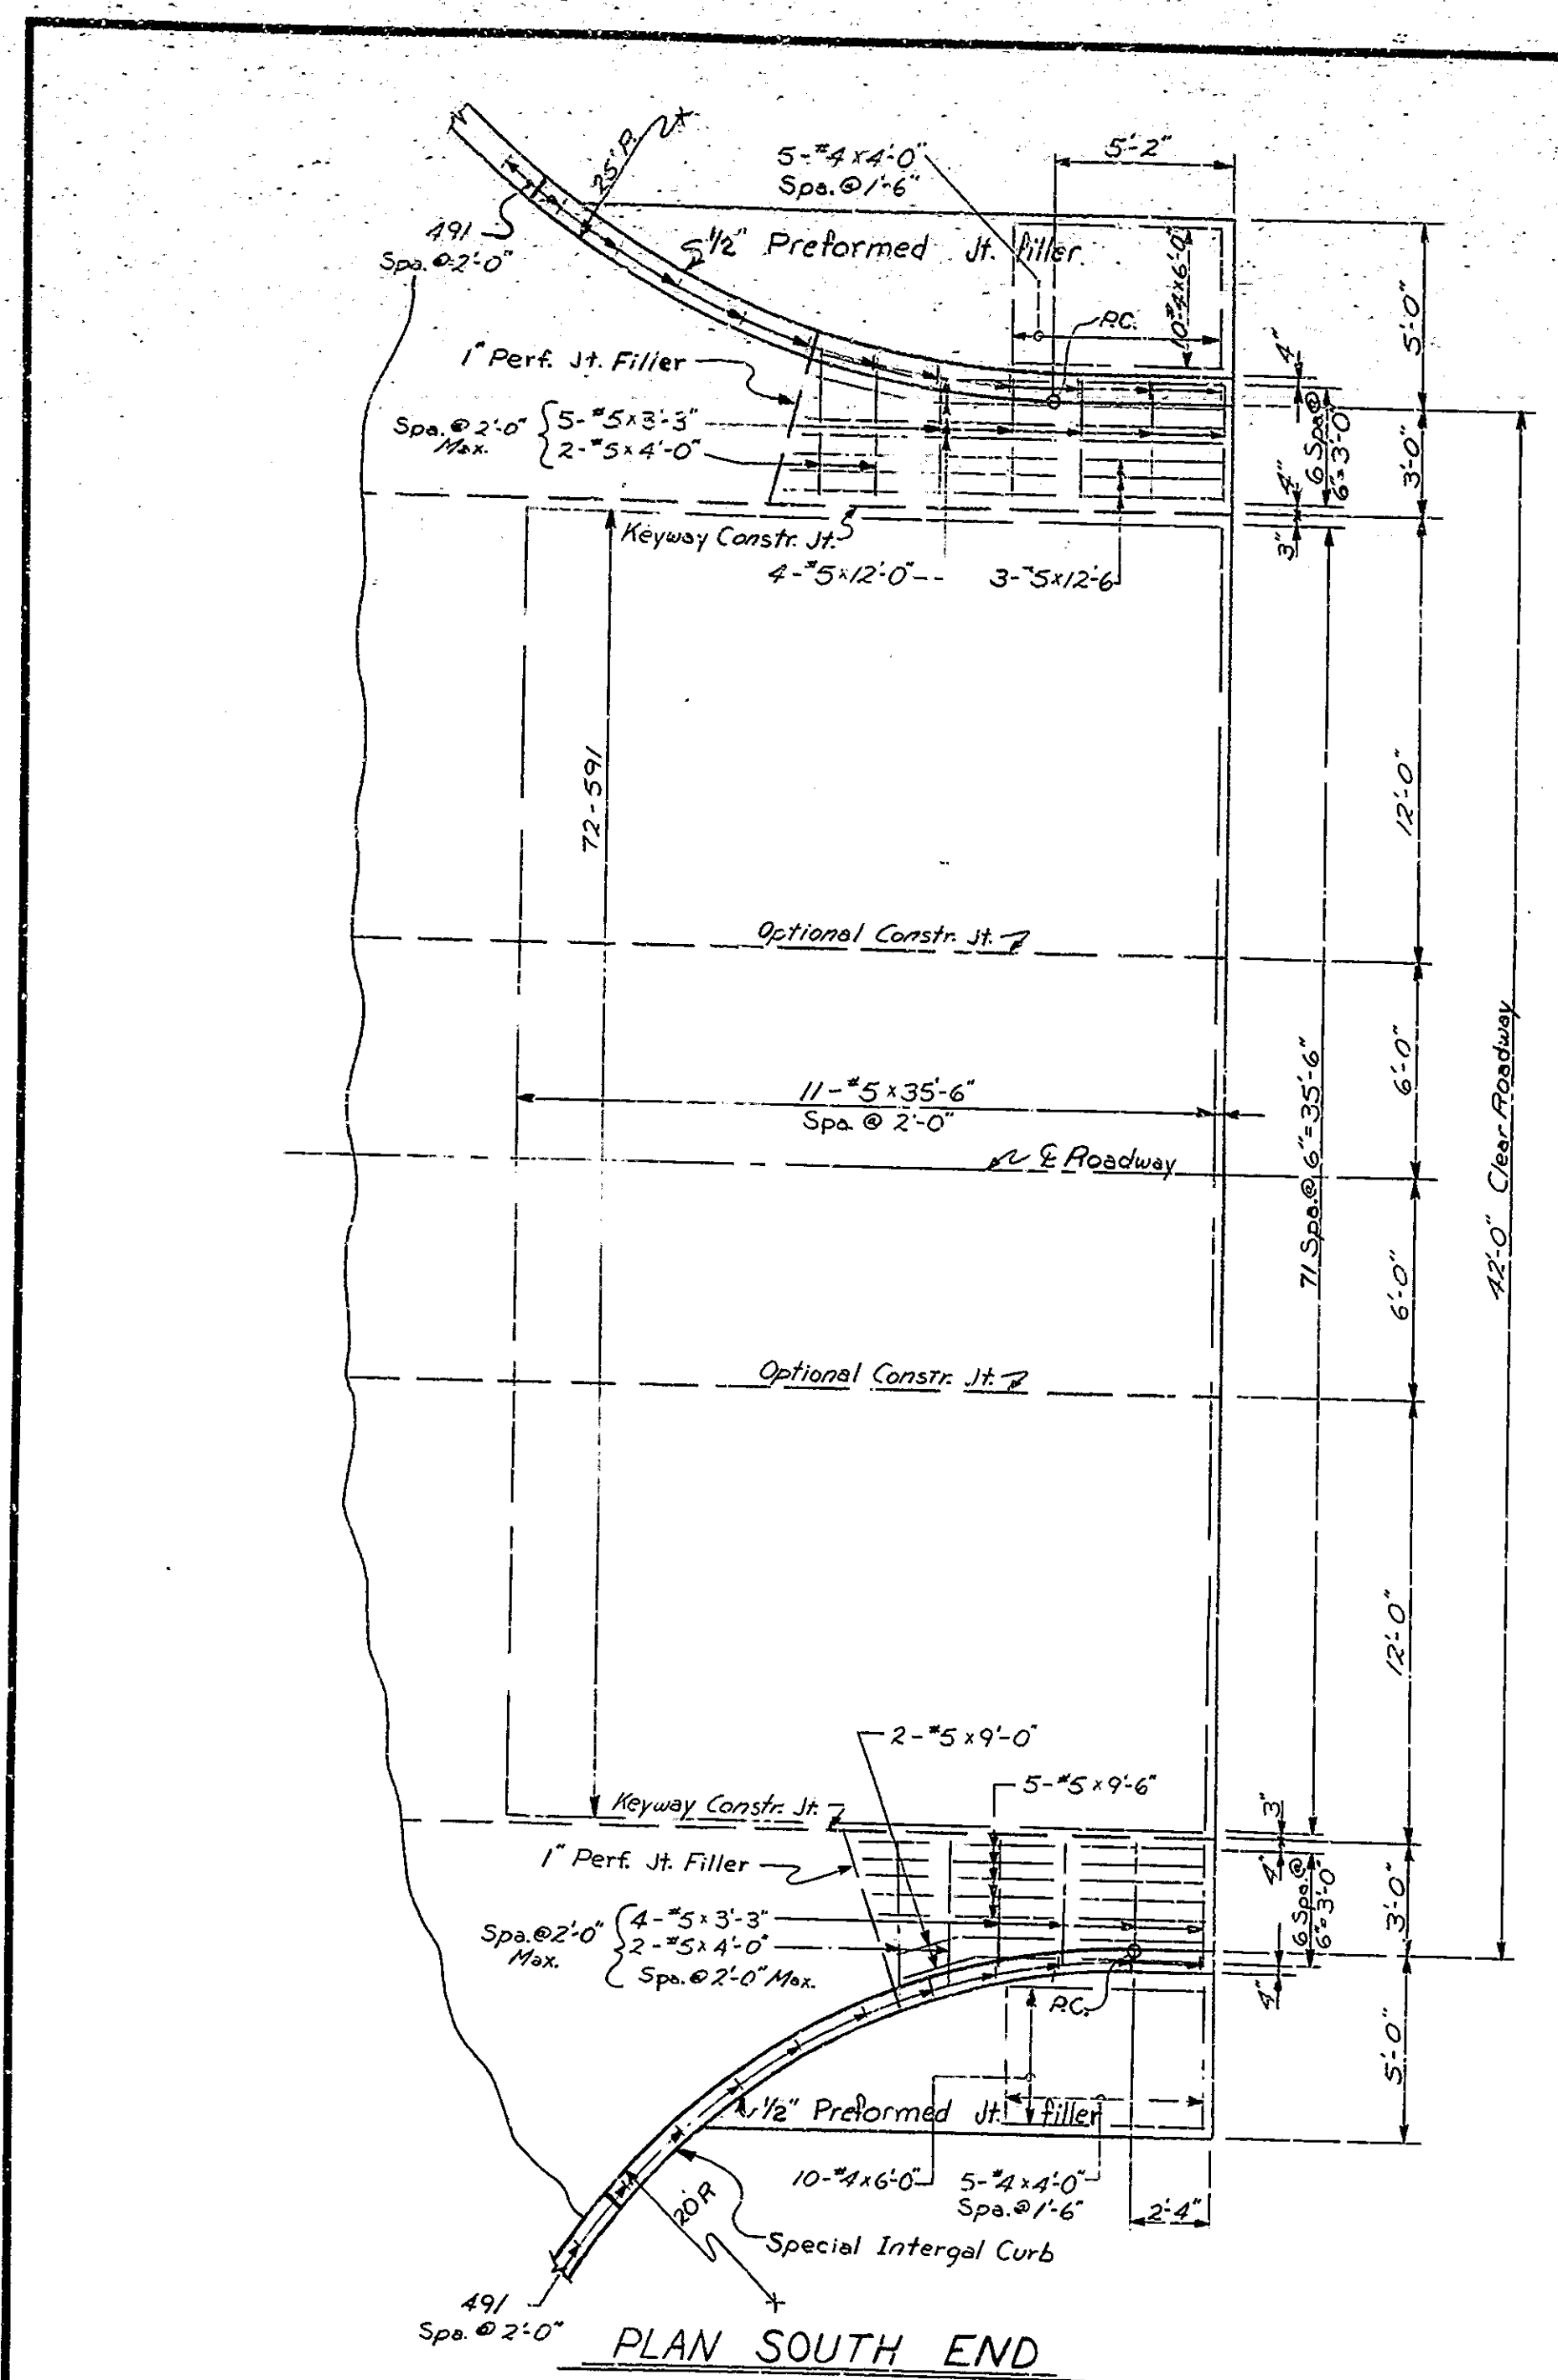 5'-2"
5-#4x4'-0"
Spa.@1'-6"
25'R.
491
Spa.@2'-0"
1/2" Preformed Jt. filler
10-#4x6'-0"
5'-0"
P.C.
4"
1" Perf. Jt. Filler
6 Spa.@
6"=3'-0"
3'-0"
Spa.@2'-0"
Max.
5-#5x3'-3"
2-#5x4'-0"
4"
3"
Keyway Constr. Jt.
4-#5x12'-0"
3-#5x12'-6
72-591
12'-0"
Optional Constr. Jt.
6'-0"
42'-0" Clear Roadway
11-#5x35'-6"
Spa. @ 2'-0"
71 Spa.@6"=35'-6"
℄ Roadway
6'-0"
Optional Constr. Jt.
12'-0"
2-#5x9'-0"
5-#5x9'-6"
Keyway Constr. Jt.
3"
1" Perf. Jt. Filler
4"
6 Spa.@
6"=3'-0"
3'-0"
Spa.@2'-0"
Max.
4-#5x3'-3"
2-#5x4'-0"
Spa.@2'-0" Max.
4"
P.C.
5'-0"
1/2" Preformed Jt. filler
10-#4x6'-0"
5-#4x4'-0"
Spa.@1'-6"
2'-4"
20'R
Special Intergal Curb
491
Spa.@2'-0"
PLAN SOUTH END